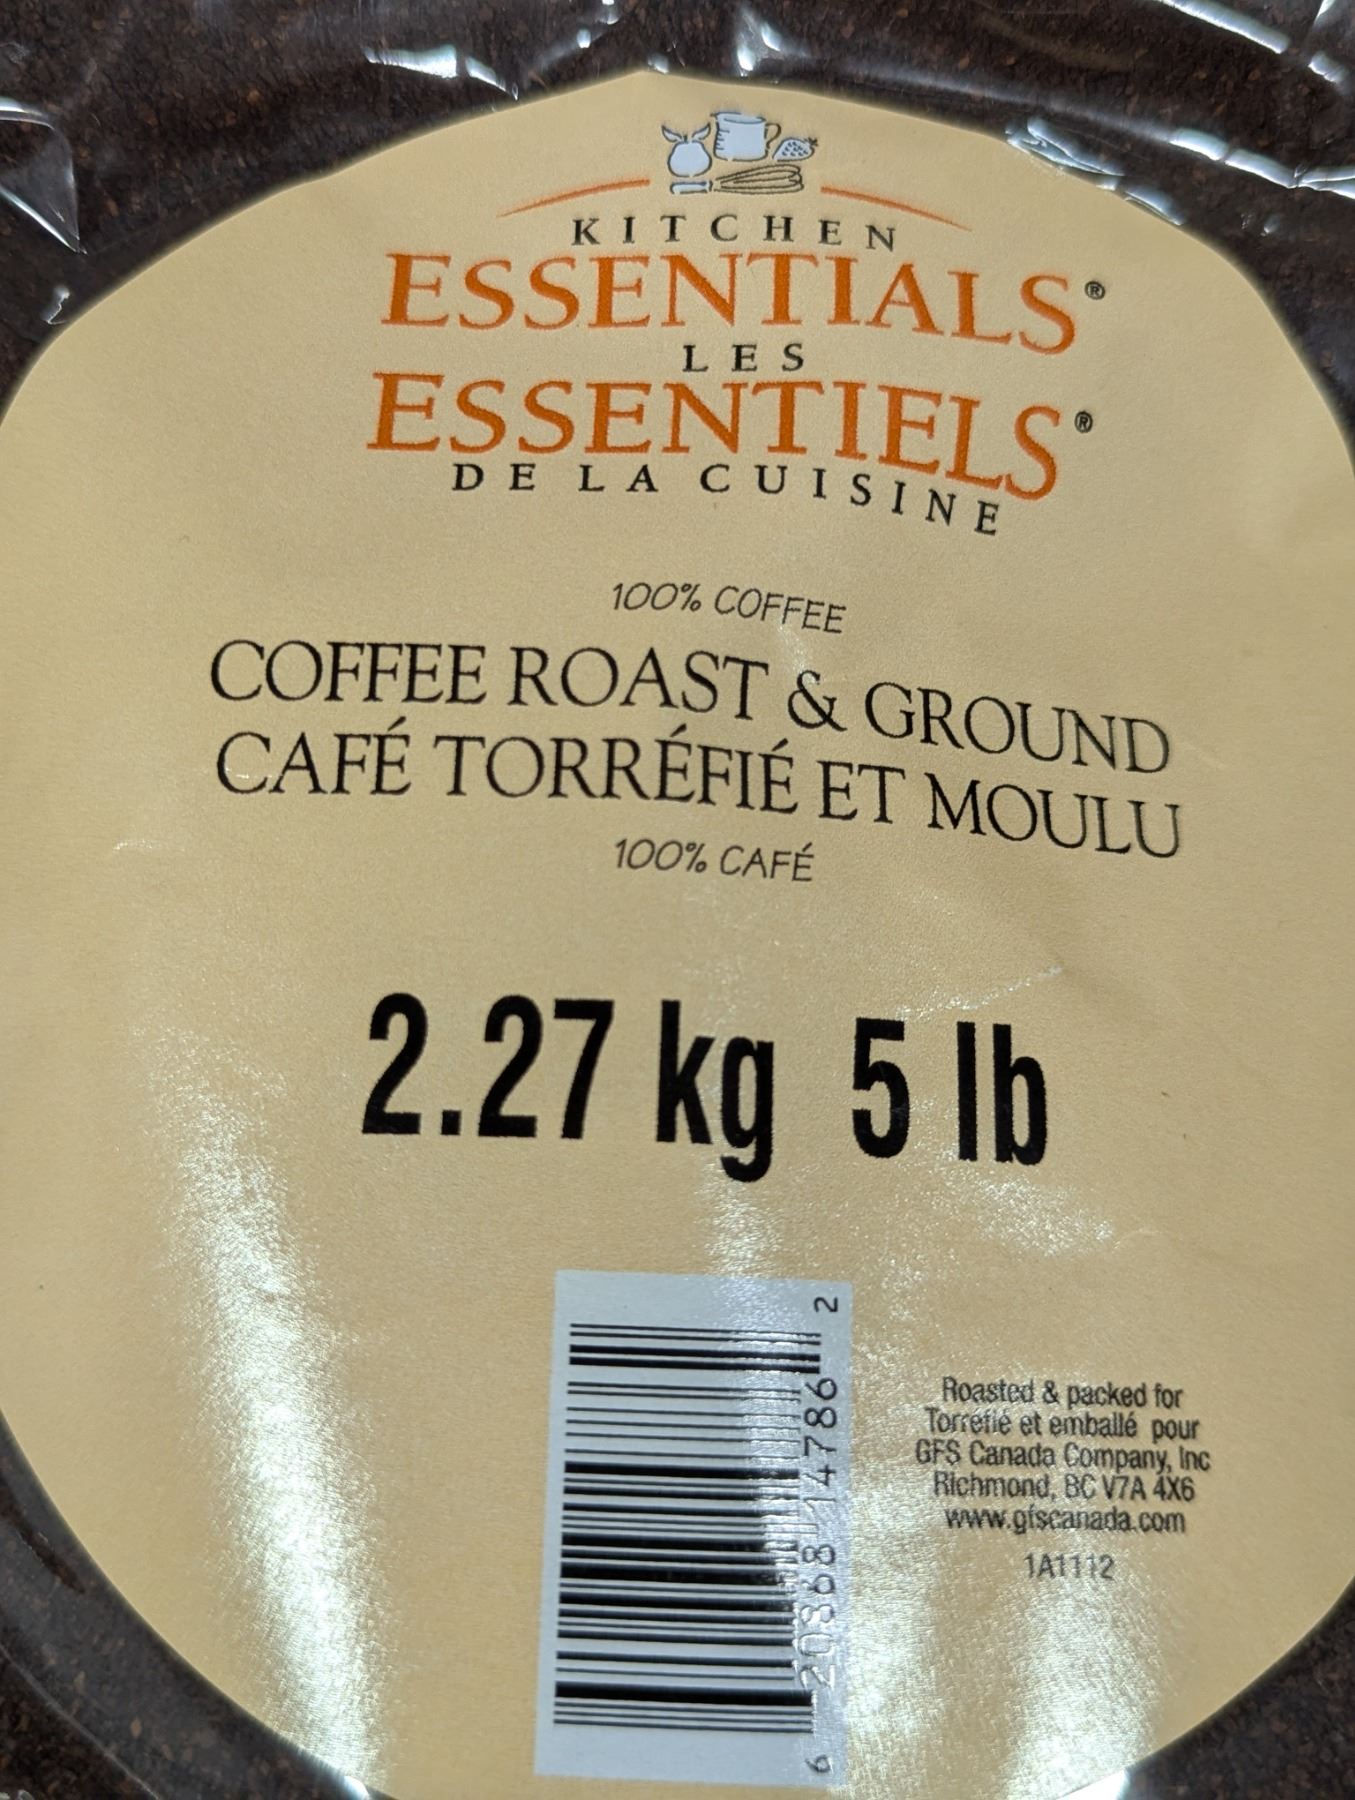 KITCHEN
ESSENTIALS®
LES
ESSENTIELS®
DE LA CUISINE
100% COFFEE
COFFEE ROAST & GROUND
CAFÉ TORRÉFIÉ ET MOULU
100% CAFÉ
2.27 kg 5 lb
6 20868 14786 2
Roasted & packed for
Torréfié et emballé pour
GFS Canada Company, Inc
Richmond, BC V7A 4X6
www.gfscanada.com
1A1112